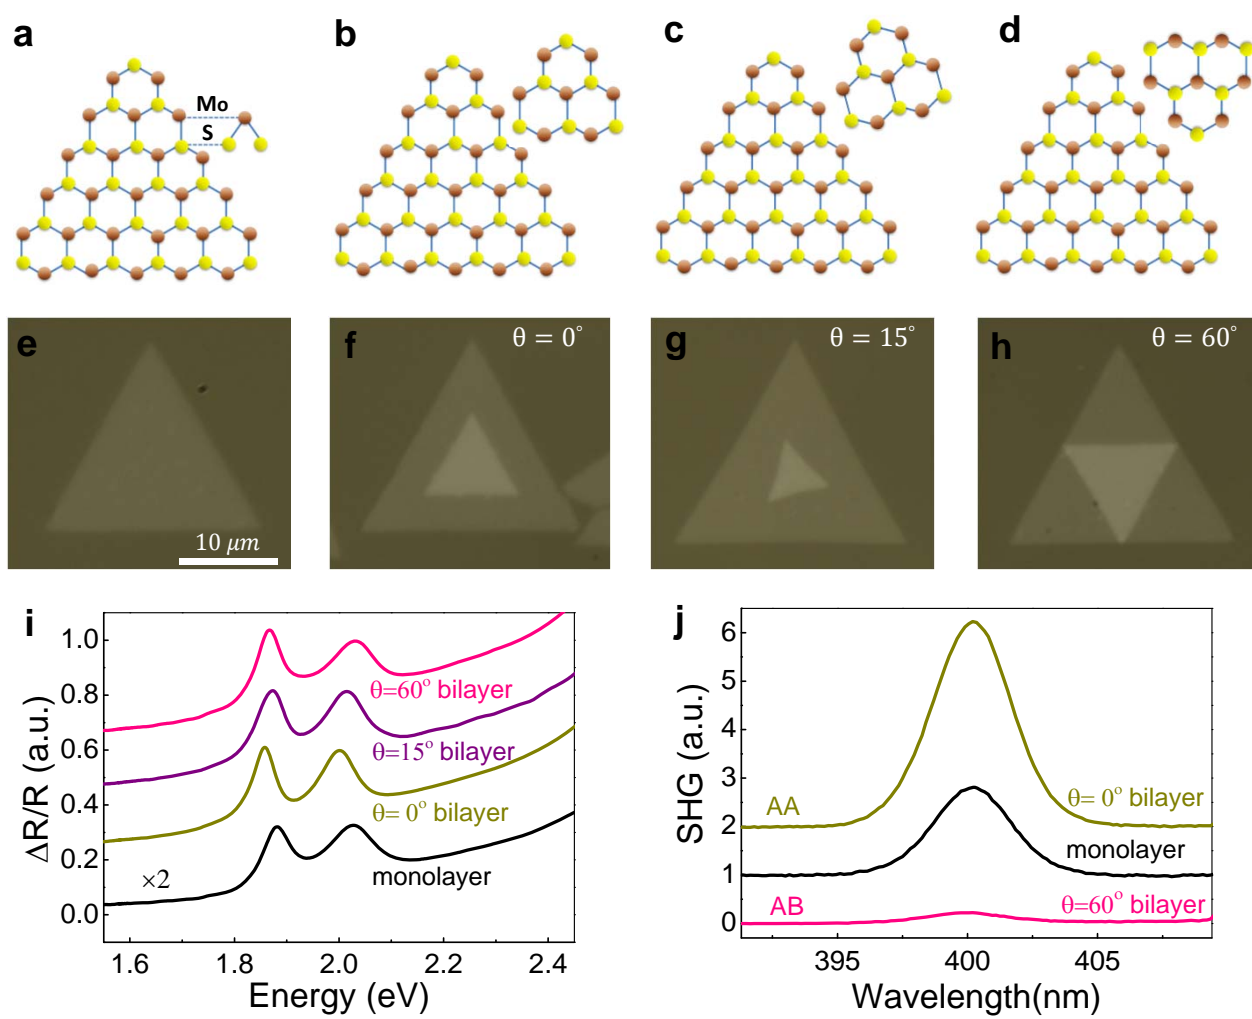 a
b
c
d
Mo
S
e
f
g
h
θ = 0°
θ = 15°
θ = 60°
10 μm
i
1.0
0.8
0.6
0.4
0.2
0.0
ΔR/R (a.u.)
θ=60° bilayer
θ=15° bilayer
θ= 0° bilayer
×2
monolayer
1.6 1.8 2.0 2.2 2.4
Energy (eV)
j
6
5
4
3
2
1
0
SHG (a.u.)
AA
θ= 0° bilayer
monolayer
AB
θ=60° bilayer
395 400 405
Wavelength(nm)